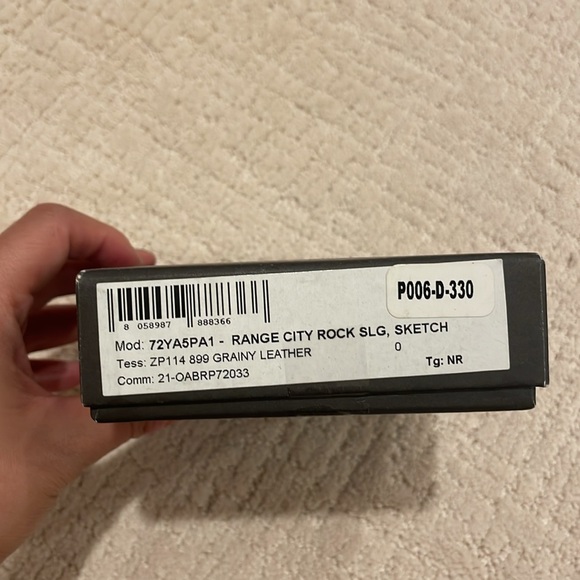 P006-D-330
8 058987 888366
Mod: 72YA5PA1 - RANGE CITY ROCK SLG, SKETCH
Tess: ZP114 899 GRAINY LEATHER 0
Comm: 21-OABRP72033 Tg: NR